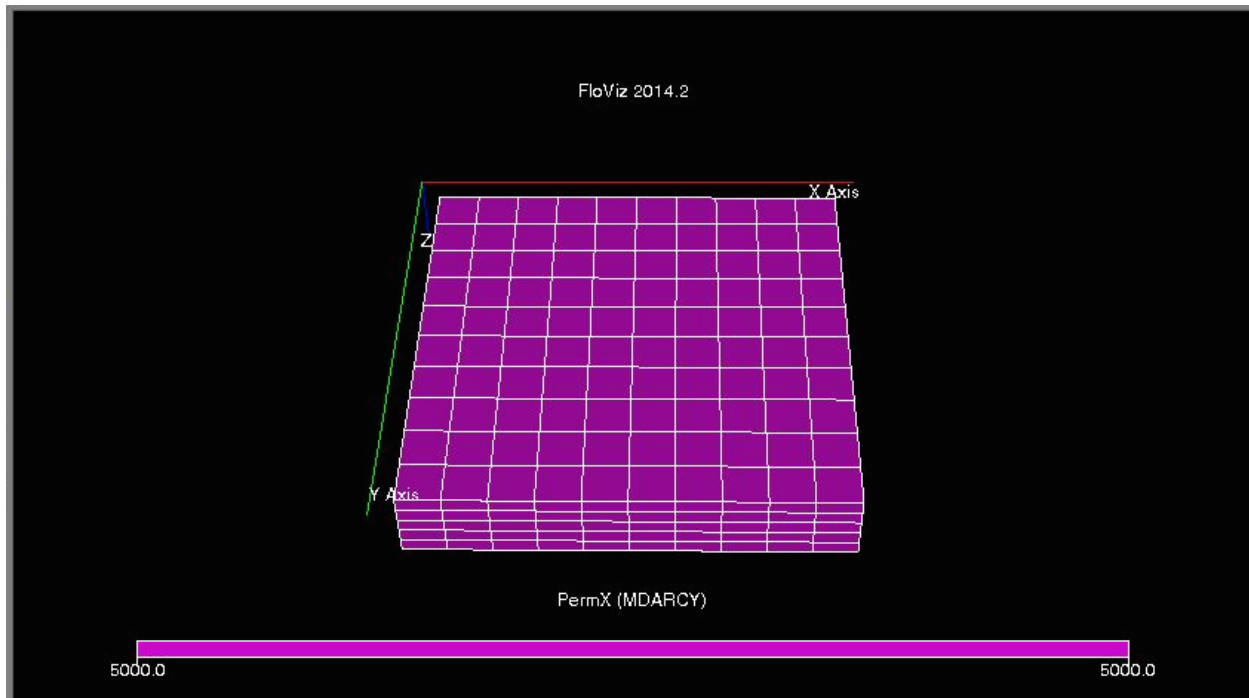 FloViz 2014.2
X Axis
Z
Y Axis
PermX (MDARCY)
5000.0 5000.0